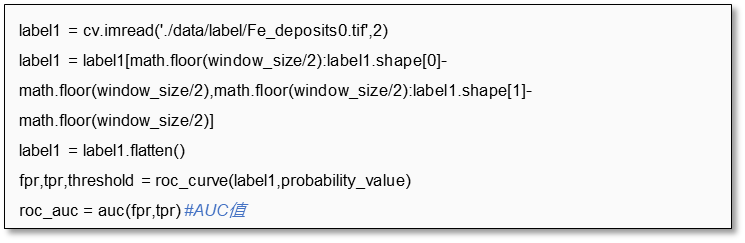 label1 = cv.imread('./data/label/Fe_deposits0.tif',2)
label1 = label1[math.floor(window_size/2):label1.shape[0]-
math.floor(window_size/2),math.floor(window_size/2):label1.shape[1]-
math.floor(window_size/2)]
label1 = label1.flatten()
fpr,tpr,threshold = roc_curve(label1,probability_value)
roc_auc = auc(fpr,tpr) #AUC值